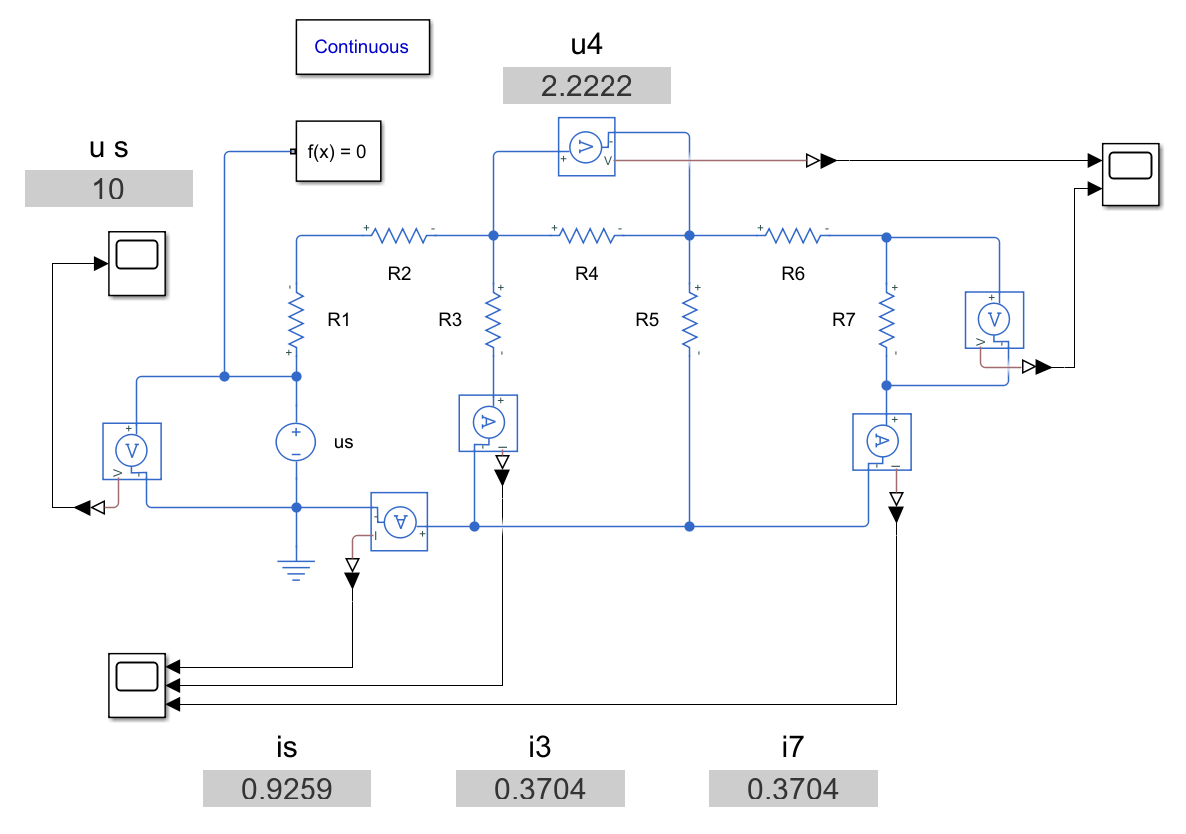 Continuous
u4
2.2222
u s
10
f(x) = 0
+
-
V
+ -
+ -
+ -
R2
R4
R6
-
+
R1
+
-
R3
+
-
R5
+
-
R7
+
V
-
V
+
V
-
V
+
−
us
+
A
-
I
+
A
-
I
-
A
I
+
is
i3
i7
0.9259
0.3704
0.3704